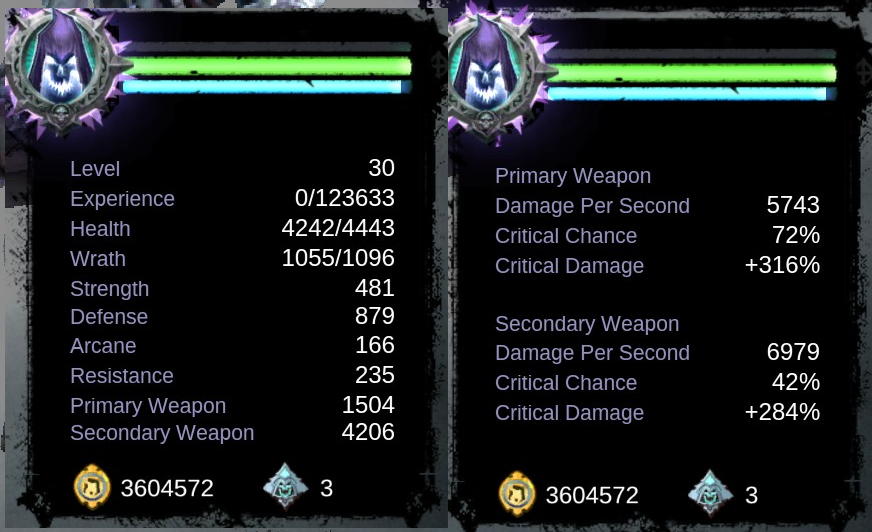 Level 30
Experience 0/123633
Health 4242/4443
Wrath 1055/1096
Strength 481
Defense 879
Arcane 166
Resistance 235
Primary Weapon 1504
Secondary Weapon 4206
3604572 3
Primary Weapon
Damage Per Second 5743
Critical Chance 72%
Critical Damage +316%
Secondary Weapon
Damage Per Second 6979
Critical Chance 42%
Critical Damage +284%
3604572 3